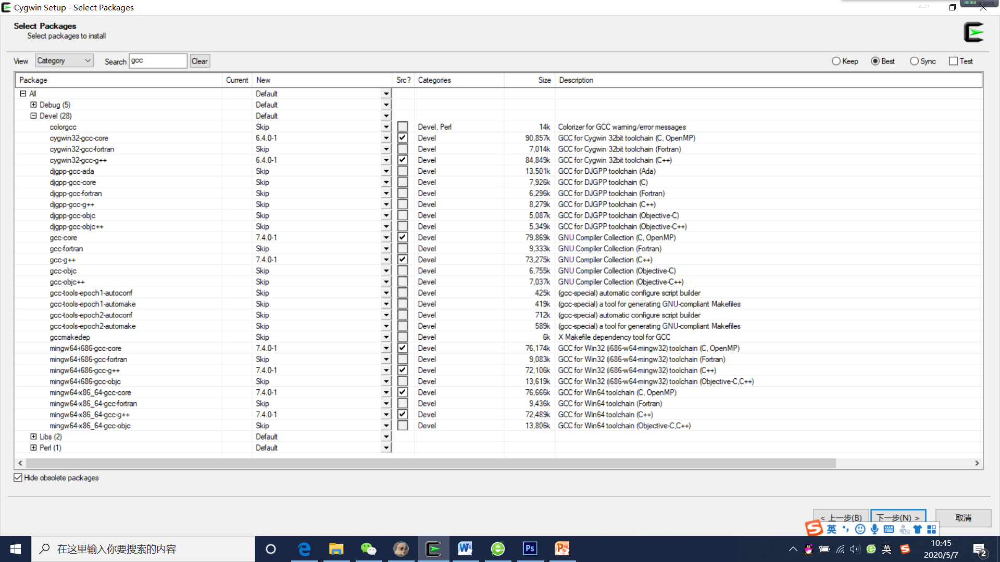 Cygwin Setup - Select Packages
Select Packages
Select packages to install
View Category Search gcc Clear Keep Best Sync Test
Package Current New Src? Categories Size Description
All Default
Debug (5) Default
Devel (28) Default
colorgcc Skip Devel, Perl 14k Colorizer for GCC warning/error messages
cygwin32-gcc-core 6.4.0-1 Devel 90,857k GCC for Cygwin 32bit toolchain (C, OpenMP)
cygwin32-gcc-fortran Skip Devel 7,014k GCC for Cygwin 32bit toolchain (Fortran)
cygwin32-gcc-g++ 6.4.0-1 Devel 84,849k GCC for Cygwin 32bit toolchain (C++)
djgpp-gcc-ada Skip Devel 13,501k GCC for DJGPP toolchain (Ada)
djgpp-gcc-core Skip Devel 7,926k GCC for DJGPP toolchain (C)
djgpp-gcc-fortran Skip Devel 6,296k GCC for DJGPP toolchain (Fortran)
djgpp-gcc-g++ Skip Devel 8,279k GCC for DJGPP toolchain (C++)
djgpp-gcc-objc Skip Devel 5,087k GCC for DJGPP toolchain (Objective-C)
djgpp-gcc-objc++ Skip Devel 5,349k GCC for DJGPP toolchain (Objective-C++)
gcc-core 7.4.0-1 Devel 79,869k GNU Compiler Collection (C, OpenMP)
gcc-fortran Skip Devel 9,333k GNU Compiler Collection (Fortran)
gcc-g++ 7.4.0-1 Devel 73,275k GNU Compiler Collection (C++)
gcc-objc Skip Devel 6,755k GNU Compiler Collection (Objective-C)
gcc-objc++ Skip Devel 7,037k GNU Compiler Collection (Objective-C++)
gcc-tools-epoch1-autoconf Skip Devel 425k (gcc-special) automatic configure script builder
gcc-tools-epoch1-automake Skip Devel 419k (gcc-special) a tool for generating GNU-compliant Makefiles
gcc-tools-epoch2-autoconf Skip Devel 712k (gcc-special) automatic configure script builder
gcc-tools-epoch2-automake Skip Devel 589k (gcc-special) a tool for generating GNU-compliant Makefiles
gccmakedep Skip Devel 6k X Makefile dependency tool for GCC
mingw64-i686-gcc-core 7.4.0-1 Devel 76,174k GCC for Win32 (i686-w64-mingw32) toolchain (C, OpenMP)
mingw64-i686-gcc-fortran Skip Devel 9,083k GCC for Win32 (i686-w64-mingw32) toolchain (Fortran)
mingw64-i686-gcc-g++ 7.4.0-1 Devel 72,106k GCC for Win32 (i686-w64-mingw32) toolchain (C++)
mingw64-i686-gcc-objc Skip Devel 13,619k GCC for Win32 (i686-w64-mingw32) toolchain (Objective-C,C++)
mingw64-x86_64-gcc-core 7.4.0-1 Devel 76,666k GCC for Win64 toolchain (C, OpenMP)
mingw64-x86_64-gcc-fortran Skip Devel 9,436k GCC for Win64 toolchain (Fortran)
mingw64-x86_64-gcc-g++ 7.4.0-1 Devel 72,489k GCC for Win64 toolchain (C++)
mingw64-x86_64-gcc-objc Skip Devel 13,806k GCC for Win64 toolchain (Objective-C,C++)
Libs (2) Default
Perl (1) Default
Hide obsolete packages
< 上一步(B) 下一步(N) > 取消
S 英
在这里输入你要搜索的内容
W Ps P 英 S 10:45
2020/5/7 2